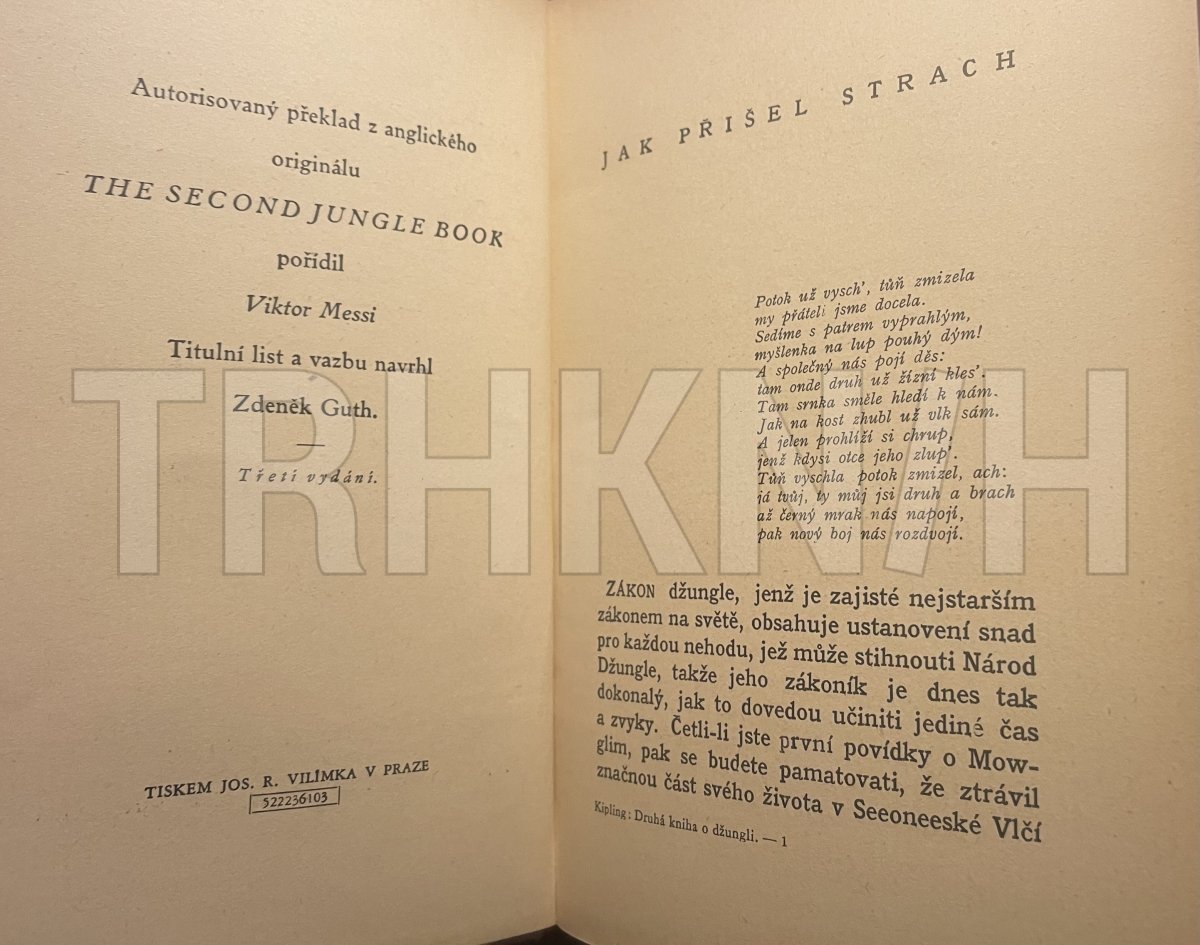 Autorisovaný překlad z anglického
originálu
THE SECOND JUNGLE BOOK
pořídil
Viktor Messi
Titulní list a vazbu navrhl
Zdeněk Guth.
—
Třetí vydání.
TISKEM JOS. R. VILÍMKA V PRAZE
522236103
JAK PŘIŠEL STRACH
Potok už vysch', tůň zmizela
my přáteli jsme docela.
Sedíme s patrem vyprahlým,
myšlenka na lup pouhý dým!
A společný nás pojí děs:
tam onde druh už žízní kles'.
Tam srnka směle hledí k nám.
Jak na kost zhubl už vlk sám.
A jelen prohlíží si chrup,
jenž kdysi otce jeho zlup'.
Tůň vyschla potok zmizel, ach:
já tvůj, ty můj jsi druh a brach
až černý mrak nás napojí,
pak nový boj nás rozdvojí.
ZÁKON džungle, jenž je zajisté nejstarším
zákonem na světě, obsahuje ustanovení snad
pro každou nehodu, jež může stihnouti Národ
Džungle, takže jeho zákoník je dnes tak
dokonalý, jak to dovedou učiniti jedině čas
a zvyky. Četli-li jste první povídky o Mow-
glim, pak se budete pamatovati, že ztrávil
značnou část svého života v Seeoneeské Vlčí
Kipling: Druhá kniha o džungli. — 1
TRHKNIH